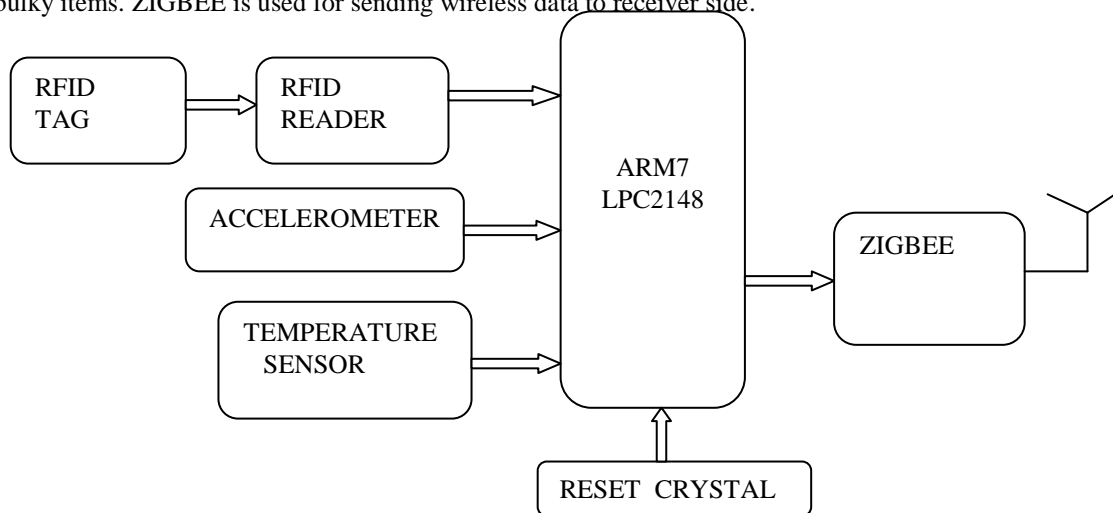 bulky items. ZIGBEE is used for sending wireless data to receiver side.
RFID
TAG
RFID
READER
ARM7
LPC2148
ACCELEROMETER
ZIGBEE
TEMPERATURE
SENSOR
RESET CRYSTAL